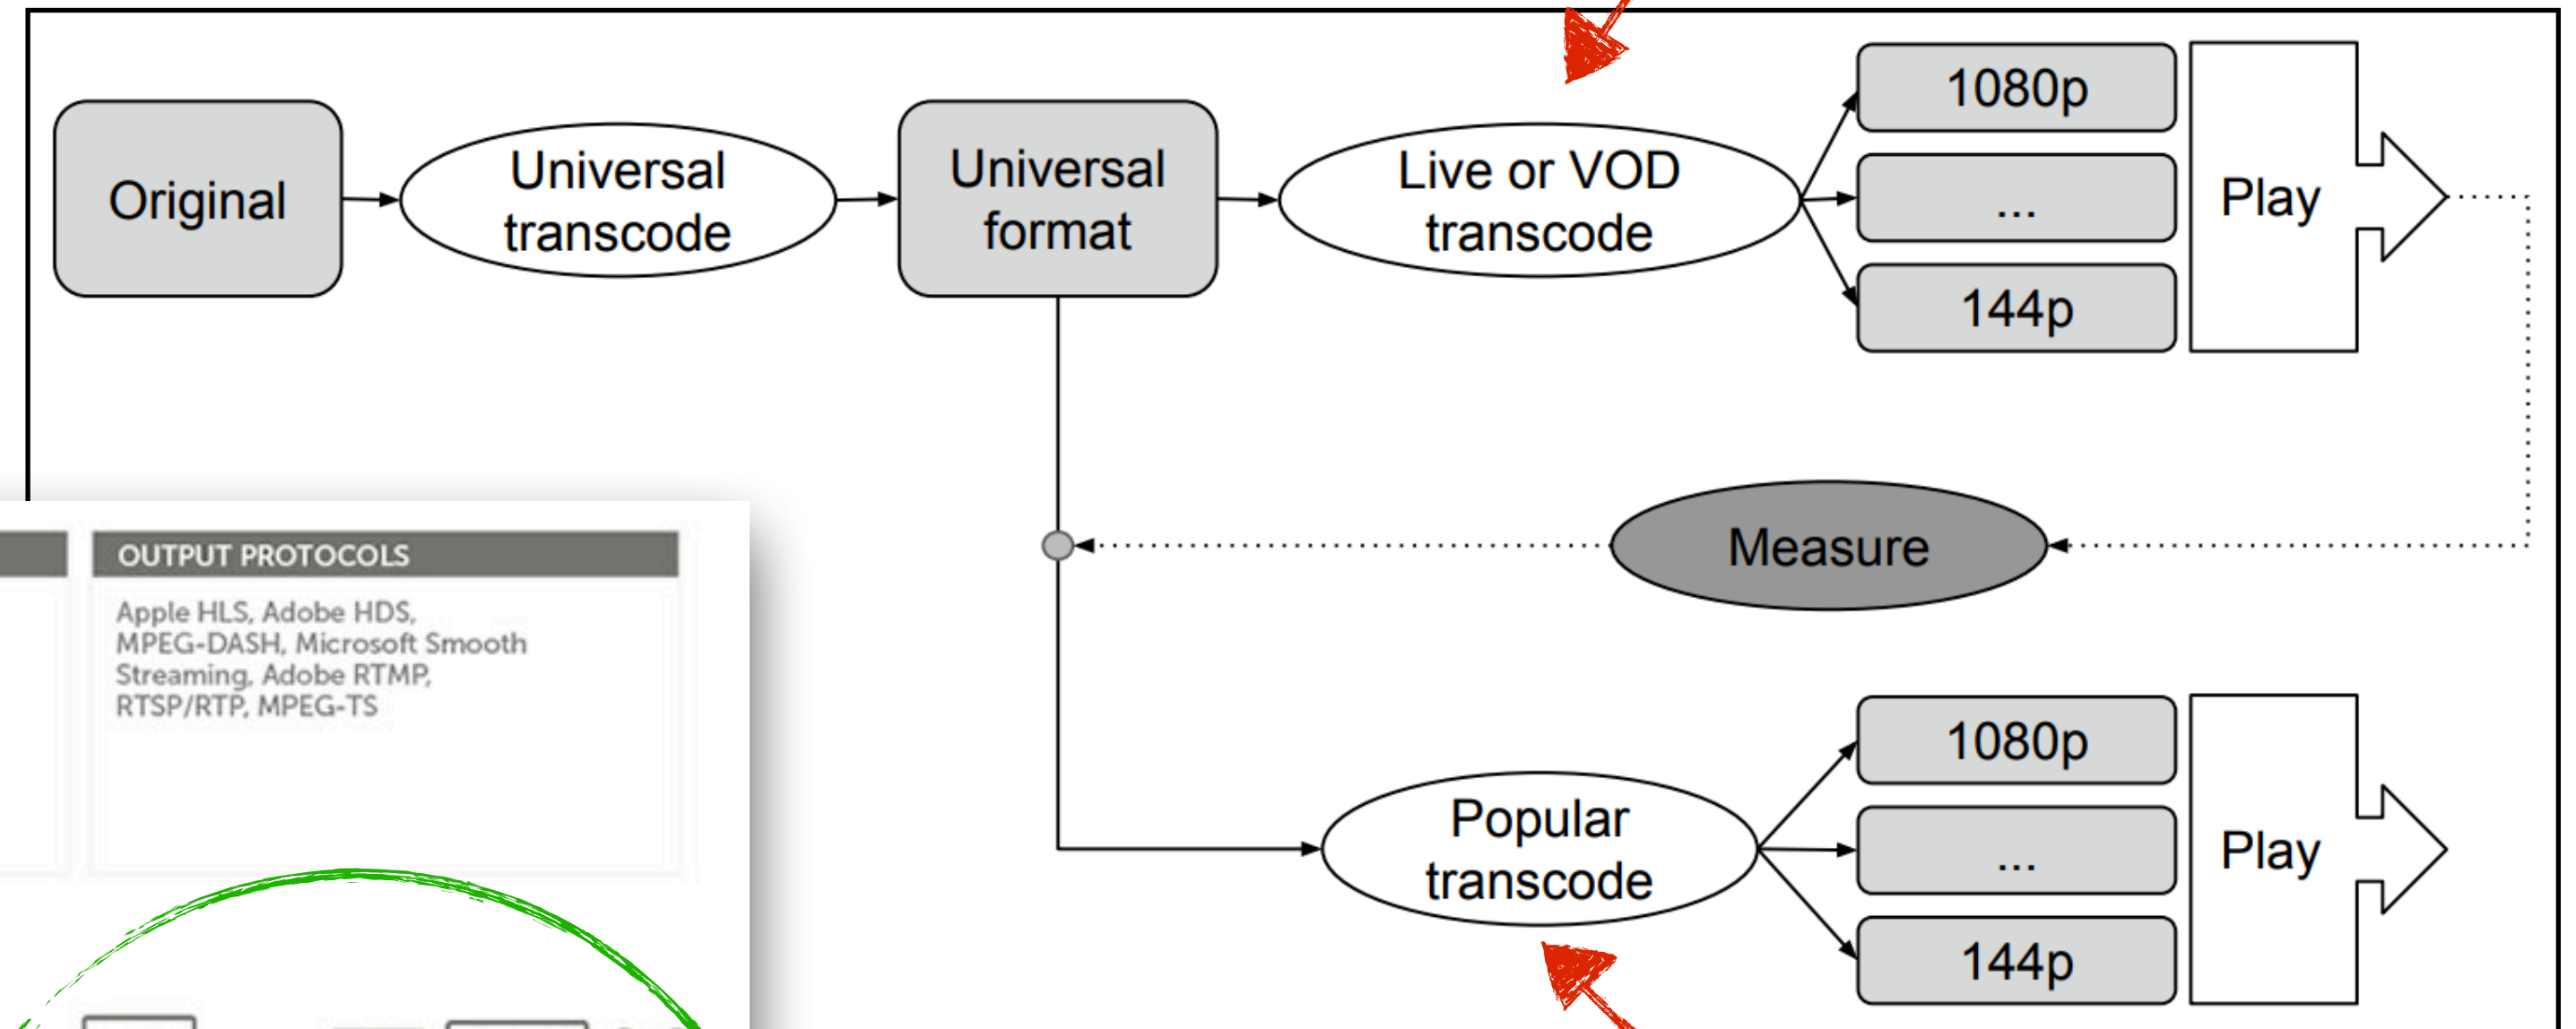 Original
Universal
transcode
Universal
format
Live or VOD
transcode
1080p
...
144p
Play
Measure
OUTPUT PROTOCOLS
Apple HLS, Adobe HDS,
MPEG-DASH, Microsoft Smooth
Streaming, Adobe RTMP,
RTSP/RTP, MPEG-TS
Popular
transcode
1080p
...
144p
Play